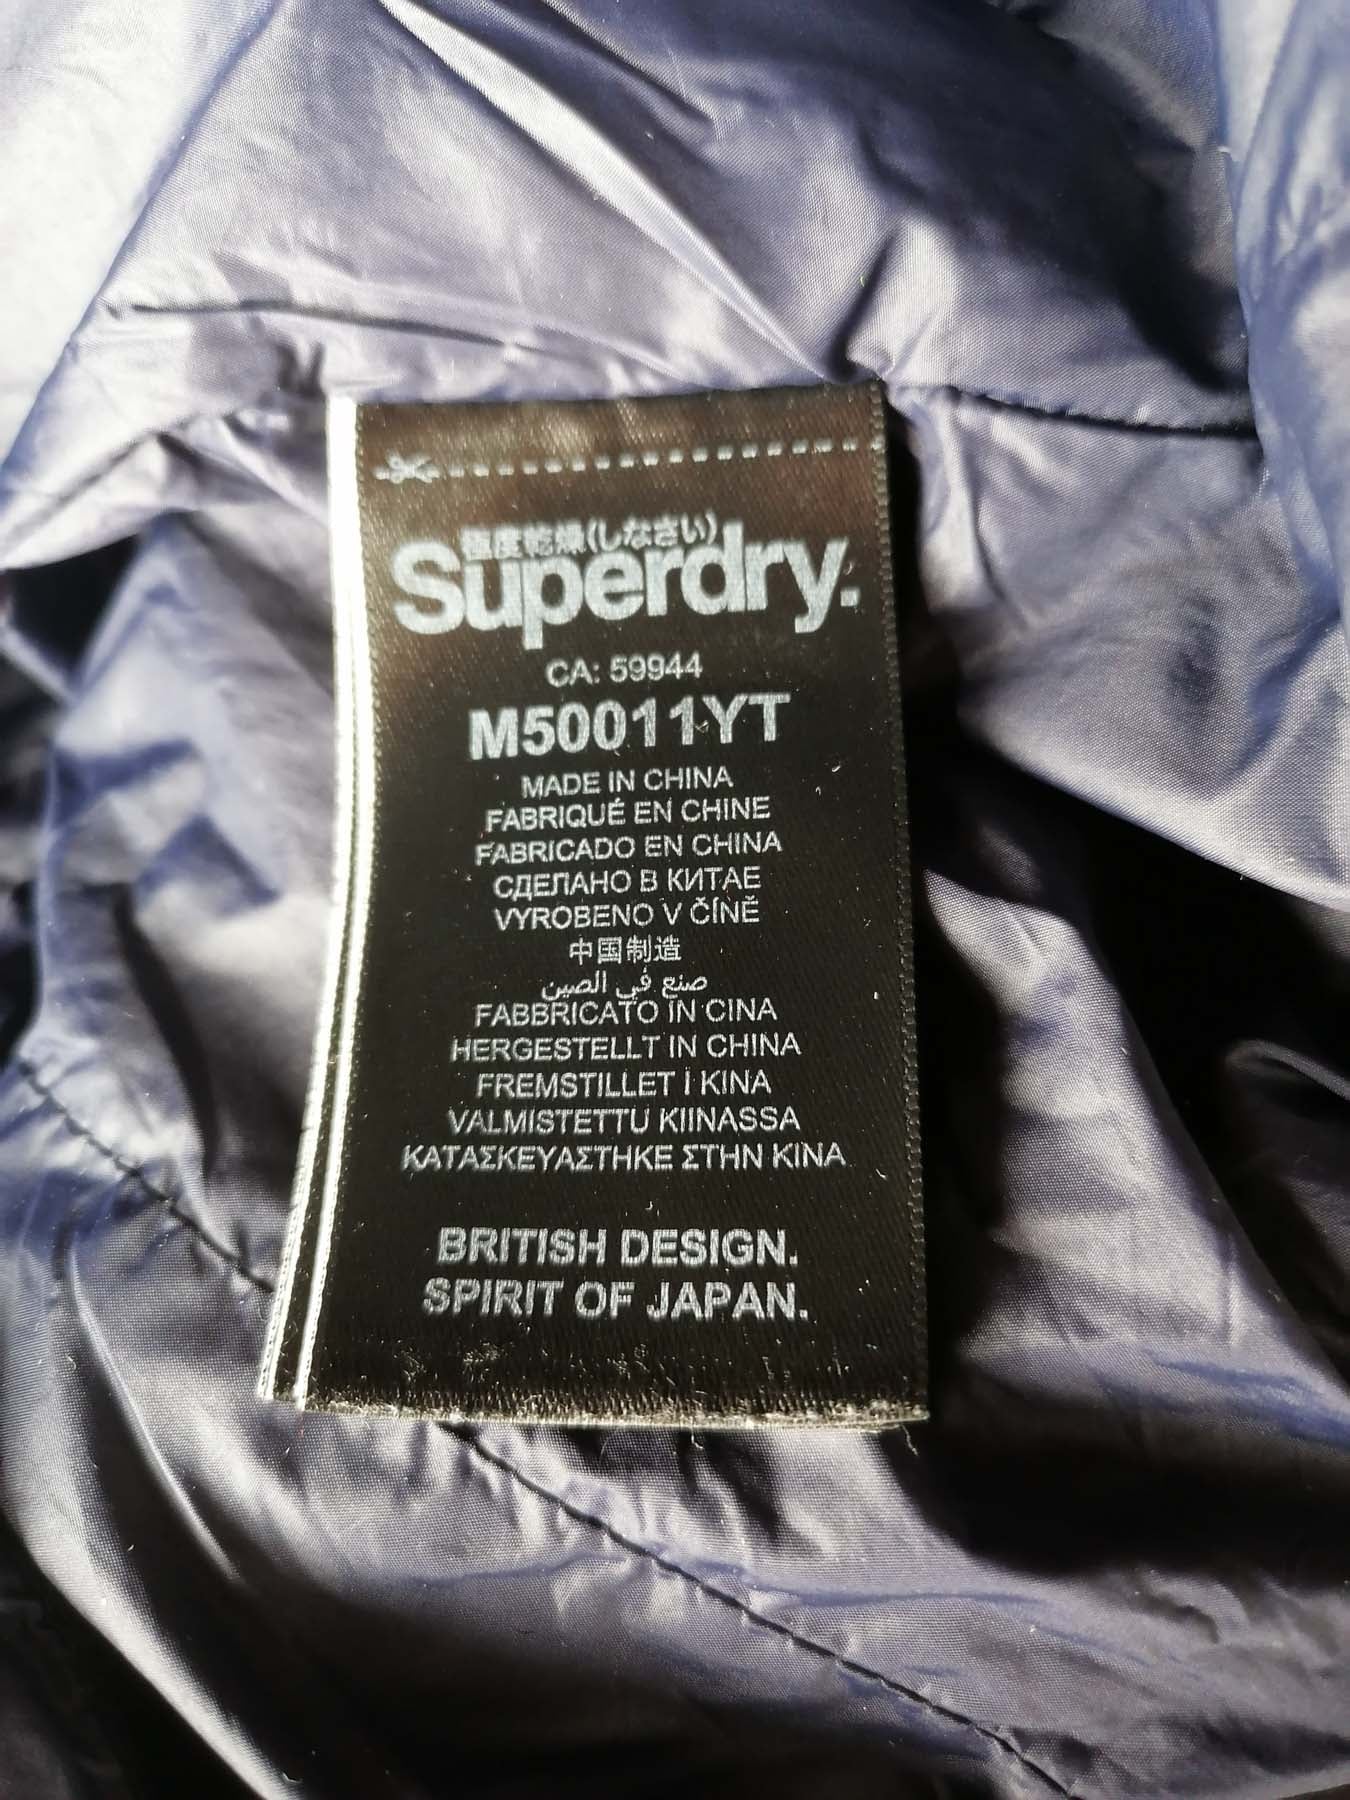 極度乾燥(しなさい)
Superdry.
CA: 59944
M50011YT
MADE IN CHINA
FABRIQUÉ EN CHINE
FABRICADO EN CHINA
СДЕЛАНО В КИТАЕ
VYROBENO V ČÍNĚ
中国制造
صنع في الصين
FABBRICATO IN CINA
HERGESTELLT IN CHINA
FREMSTILLET I KINA
VALMISTETTU KIINASSA
ΚΑΤΑΣΚΕΥΑΣΤΗΚΕ ΣΤΗΝ ΚΙΝΑ
BRITISH DESIGN.
SPIRIT OF JAPAN.